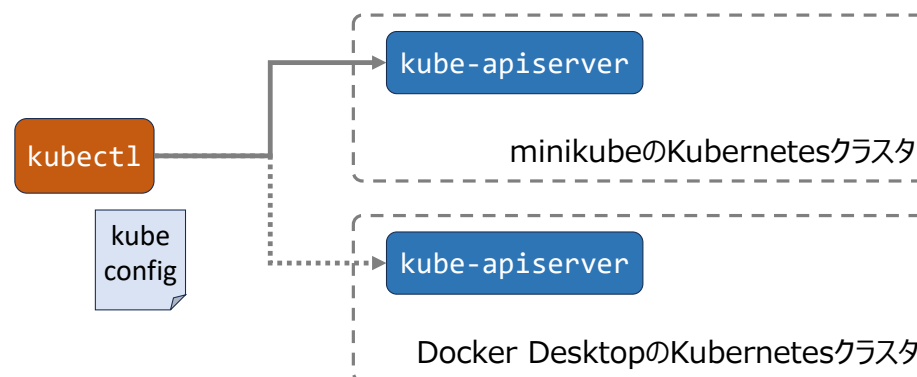 kube-apiserver
minikubeのKubernetesクラスタ
kubectl
kube
config
kube-apiserver
Docker DesktopのKubernetesクラスタ